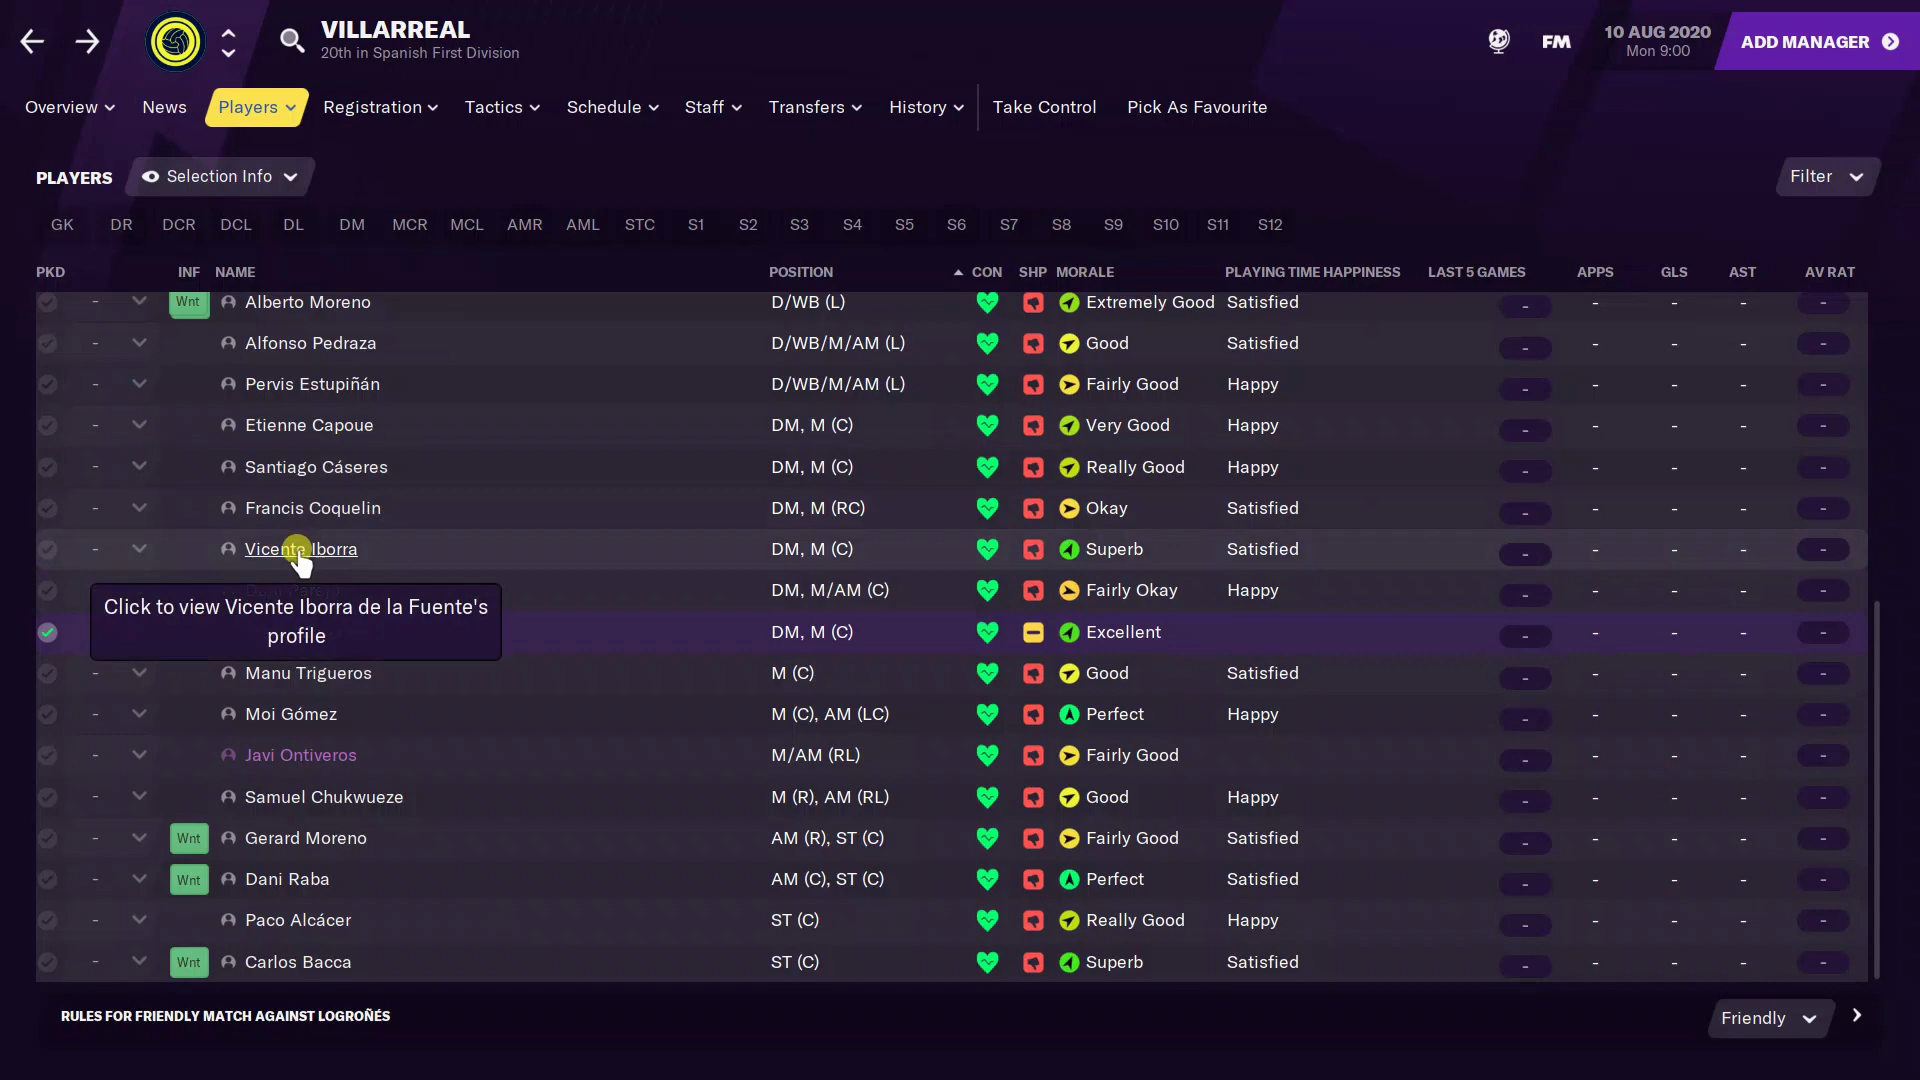 VILLARREAL
20th in Spanish First Division
FM
10 AUG 2020
Mon 9:00
ADD MANAGER
Overview News Players Registration Tactics Schedule Staff Transfers History Take Control Pick As Favourite
PLAYERS Selection Info Filter
GK DR DCR DCL DL DM MCR MCL AMR AML STC S1 S2 S3 S4 S5 S6 S7 S8 S9 S10 S11 S12
PKD INF NAME POSITION CON SHP MORALE PLAYING TIME HAPPINESS LAST 5 GAMES APPS GLS AST AV RAT
- Wnt Alberto Moreno D/WB (L) Extremely Good Satisfied - - - - -
- Alfonso Pedraza D/WB/M/AM (L) Good Satisfied - - - - -
- Pervis Estupiñán D/WB/M/AM (L) Fairly Good Happy - - - - -
- Etienne Capoue DM, M (C) Very Good Happy - - - - -
- Santiago Cáseres DM, M (C) Really Good Happy - - - - -
- Francis Coquelin DM, M (RC) Okay Satisfied - - - - -
- Vicente Iborra DM, M (C) Superb Satisfied - - - - -
DM, M/AM (C) Fairly Okay Happy - - - - -
Click to view Vicente Iborra de la Fuente's
profile
DM, M (C) Excellent - - - - -
- Manu Trigueros M (C) Good Satisfied - - - - -
- Moi Gómez M (C), AM (LC) Perfect Happy - - - - -
- Javi Ontiveros M/AM (RL) Fairly Good - - - - -
- Samuel Chukwueze M (R), AM (RL) Good Happy - - - - -
- Wnt Gerard Moreno AM (R), ST (C) Fairly Good Satisfied - - - - -
- Wnt Dani Raba AM (C), ST (C) Perfect Satisfied - - - - -
- Paco Alcácer ST (C) Really Good Happy - - - - -
- Wnt Carlos Bacca ST (C) Superb Satisfied - - - - -
RULES FOR FRIENDLY MATCH AGAINST LOGROÑÉS Friendly